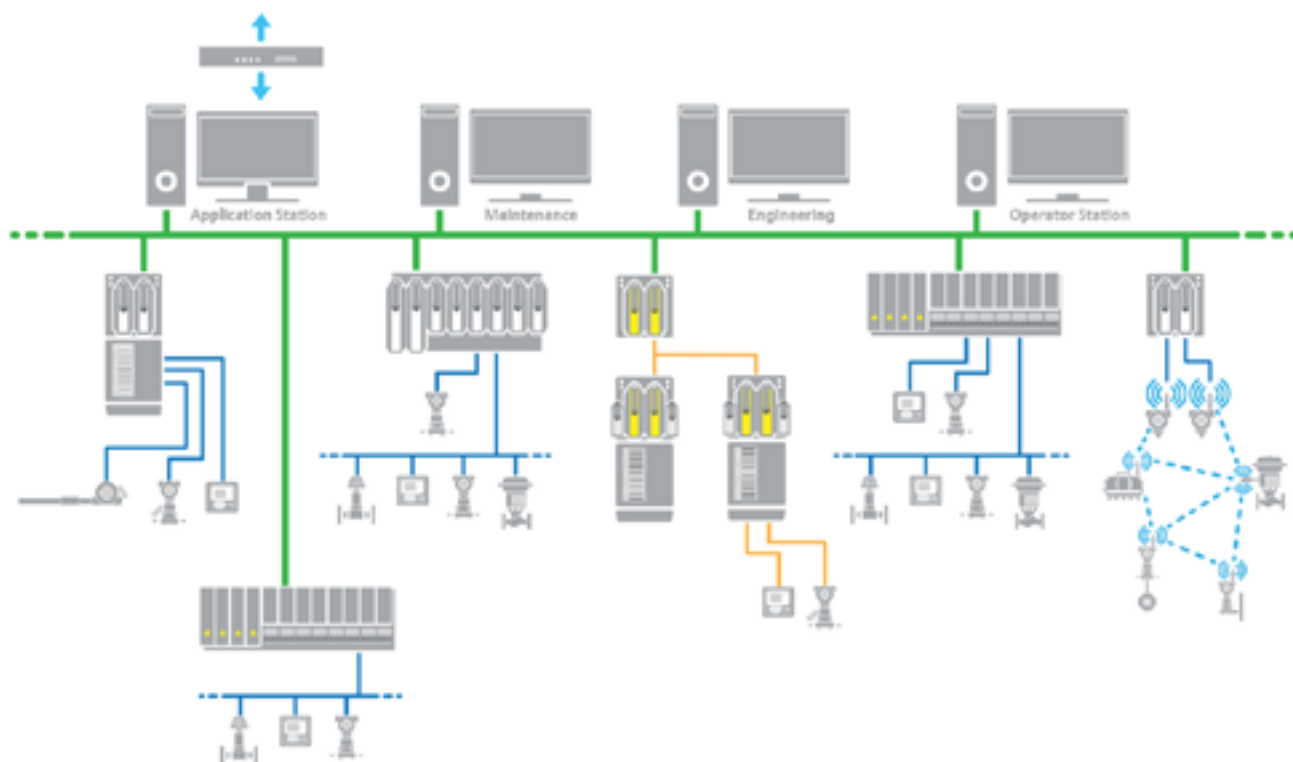 Application Station
Maintenance
Engineering
Operator Station